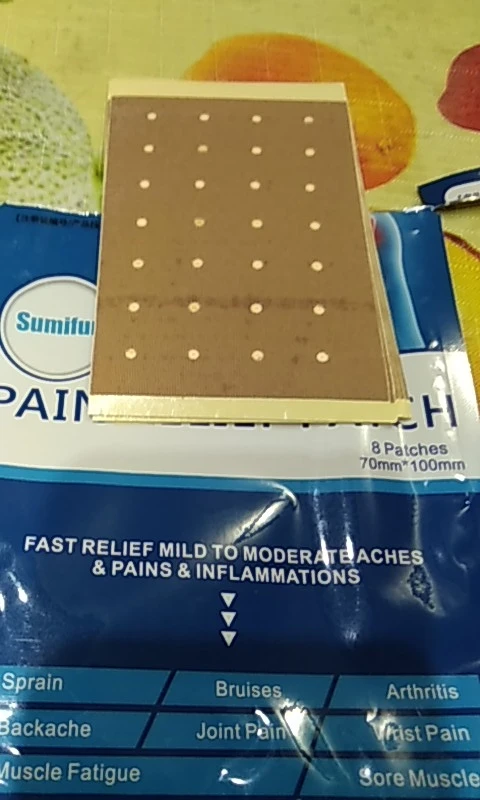 Sumifu
PAIN
CH
8 Patches
70mm*100mm
FAST RELIEF MILD TO MODERATE ACHES
& PAINS & INFLAMMATIONS
Sprain Bruises Arthritis
Backache Joint Pain Wrist Pain
Muscle Fatigue Sore Muscle